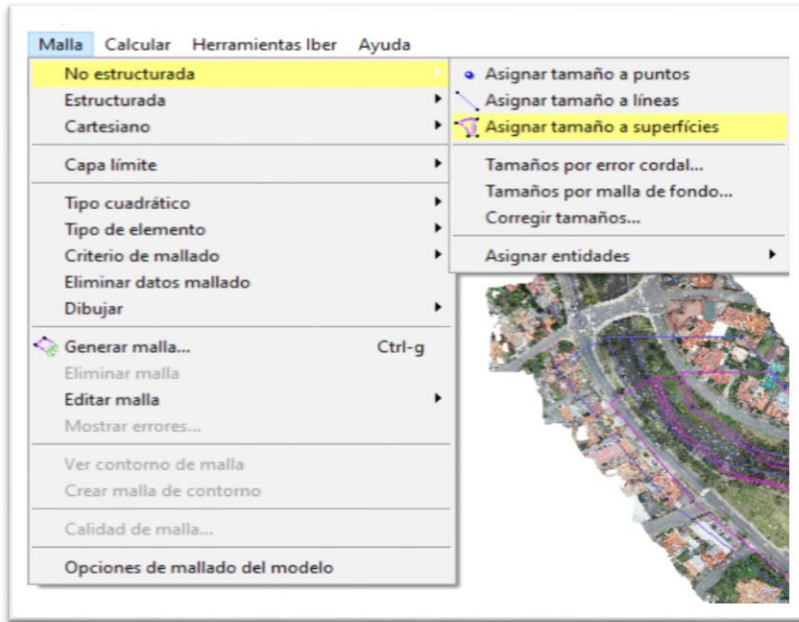 Malla Calcular Herramientas Iber Ayuda
No estructurada
Estructurada
Cartesiano
Capa límite
Tipo cuadrático
Tipo de elemento
Criterio de mallado
Eliminar datos mallado
Dibujar
Generar malla... Ctrl-g
Eliminar malla
Editar malla
Mostrar errores...
Ver contorno de malla
Crear malla de contorno
Calidad de malla...
Opciones de mallado del modelo
Asignar tamaño a puntos
Asignar tamaño a líneas
Asignar tamaño a superfícies
Tamaños por error cordal...
Tamaños por malla de fondo...
Corregir tamaños...
Asignar entidades